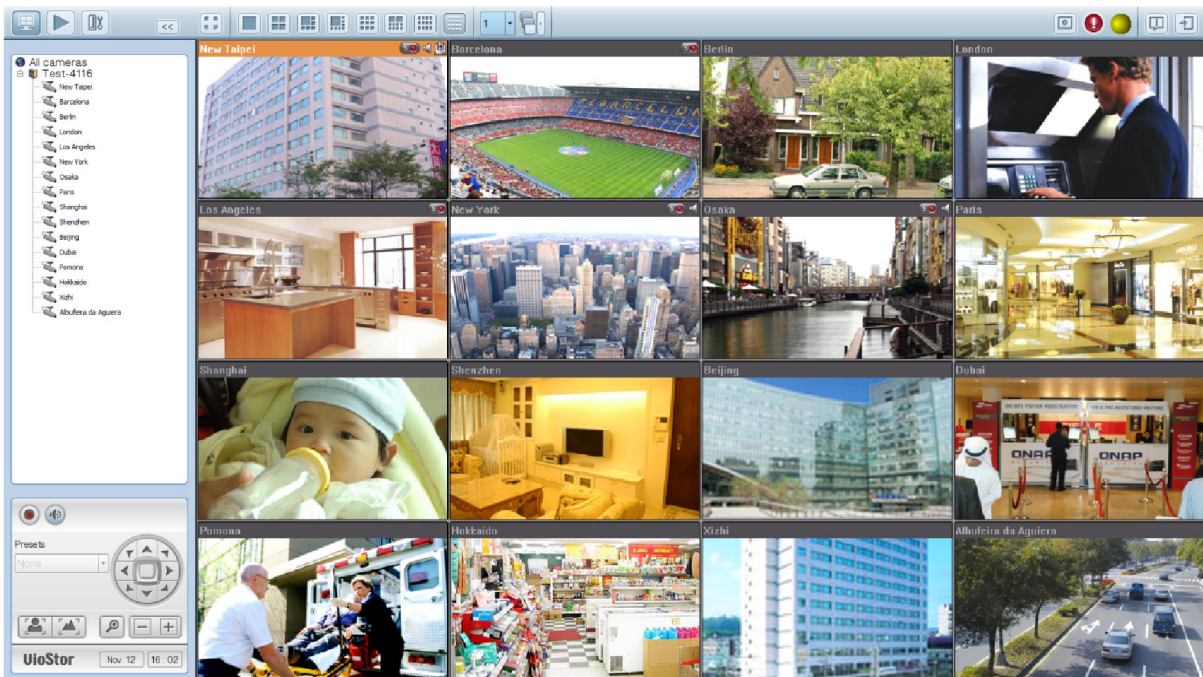 <<
1
All cameras
Test-4116
New Taipei
Barcelona
Berlin
London
Los Angeles
New York
Osaka
Paris
Shanghai
Shenzhen
Beijing
Dubai
Pomona
Hokkaido
Xizhi
Albufeira da Aguiera
Presets
None
VioStor
Nov 12
16:02
New Taipei
Barcelona
Berlin
London
BARCELON
Los Angeles
New York
Osaka
Paris
Shanghai
Shenzhen
Beijing
Dubai
QNAP
QNAP
Pomona
Hokkaido
Xizhi
Albufeira da Aguiera